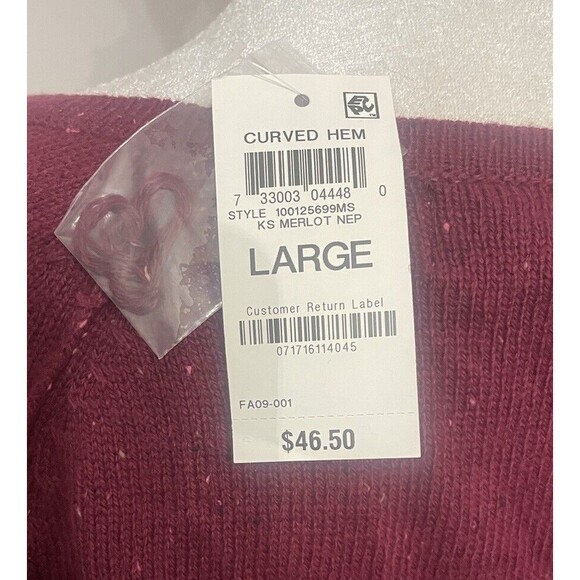 CURVED HEM
7 33003 04448 0
STYLE 100125699MS
KS MERLOT NEP
LARGE
Customer Return Label
071716114045
FA09-001
$46.50